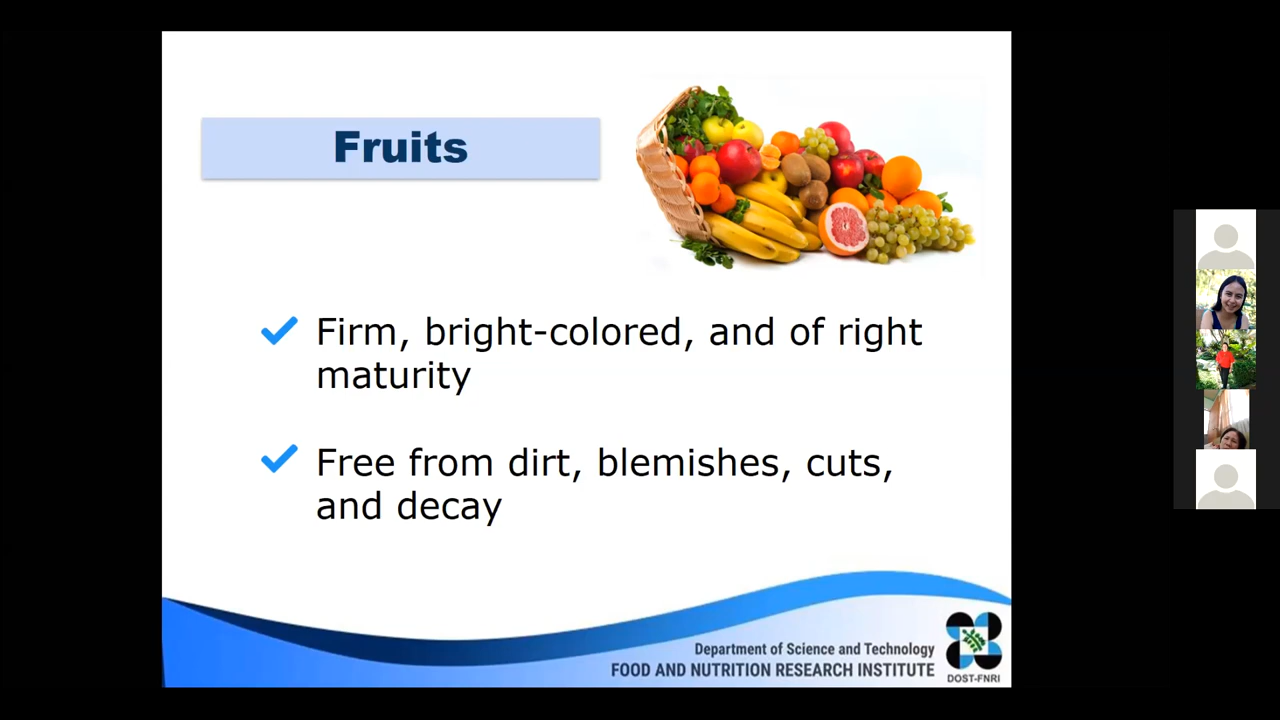 Fruits
Firm, bright-colored, and of right
maturity
Free from dirt, blemishes, cuts,
and decay
Department of Science and Technology
FOOD AND NUTRITION RESEARCH INSTITUTE
DOST-FNRI